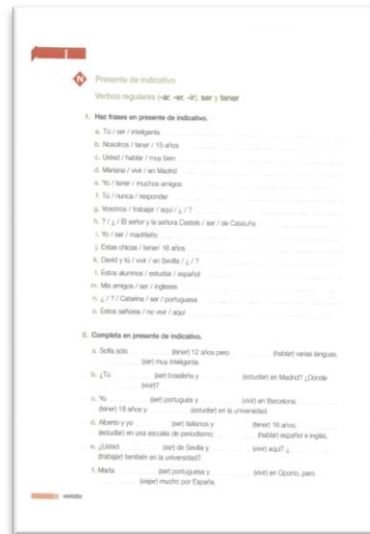 N Presente de indicativo
Verbos regulares (-ar, -er, -ir), ser y tener
1. Haz frases en presente de indicativo.
a. Tú / ser / inteligente
b. Nosotros / tener / 15 años
c. Usted / hablar / muy bien
d. Mariana / vivir / en Madrid
e. Yo / tener / muchos amigos
f. Tú / nunca / responder
g. Vosotros / trabajar / aquí / ¿ / ?
h. ? / ¿ / El señor y la señora Castells / ser / de Cataluña
i. Yo / ser / madrileño
j. Estas chicas / tener/ 16 años
k. David y tú / vivir / en Sevilla / ¿ / ?
l. Estos alumnos / estudiar / español
m. Mis amigos / ser / ingleses
n. ¿ / ? / Catarina / ser / portuguesa
o. Estos señores / no vivir / aquí
2. Completa en presente de indicativo.
a. Sofía sólo (tener) 12 años pero (hablar) varias lenguas.
(ser) muy inteligente.
b. ¿Tú (ser) brasileña y (estudiar) en Madrid? ¿Dónde
(vivir)?
c. Yo (ser) portugués y (vivir) en Barcelona.
(tener) 18 años y (estudiar) en la universidad.
d. Alberto y yo (ser) italianos y (tener) 16 años.
(estudiar) en una escuela de periodismo; (hablar) español e inglés.
e. ¿Usted (ser) de Sevilla y (vivir) aquí? ¿
(trabajar) también en la universidad?
f. Marta (ser) portuguesa y (vivir) en Oporto, pero
(viajar) mucho por España.